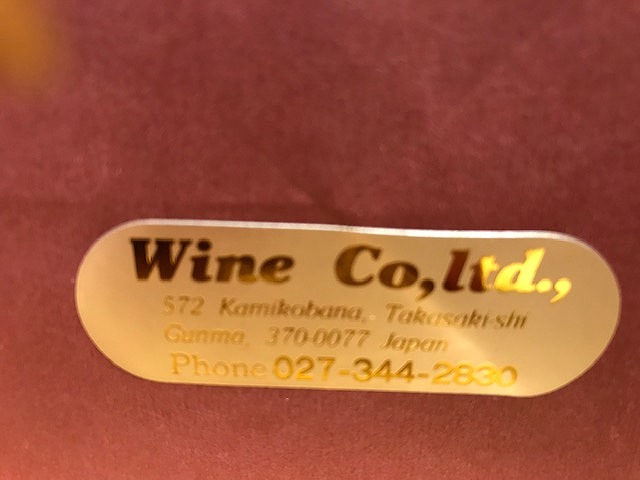 Wine Co,ltd.,
572 Kamikobana,. Takasaki-shi
Gunma, 370-0077 Japan
Phone 027-344-2830